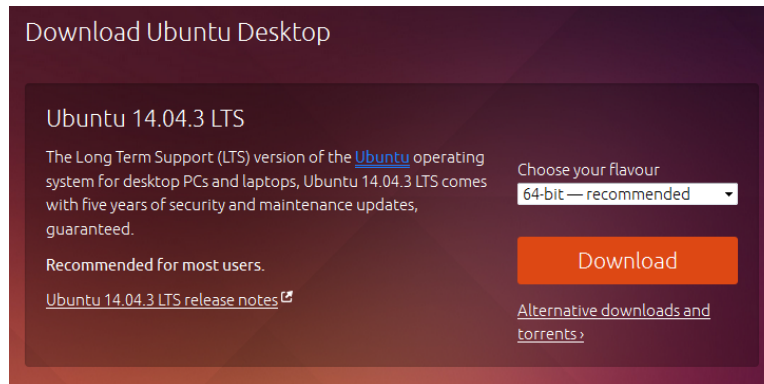 Download Ubuntu Desktop
Ubuntu 14.04.3 LTS
The Long Term Support (LTS) version of the Ubuntu operating
system for desktop PCs and laptops, Ubuntu 14.04.3 LTS comes
with five years of security and maintenance updates,
guaranteed.
Recommended for most users.
Ubuntu 14.04.3 LTS release notes
Choose your flavour
64-bit — recommended
Download
Alternative downloads and
torrents ›